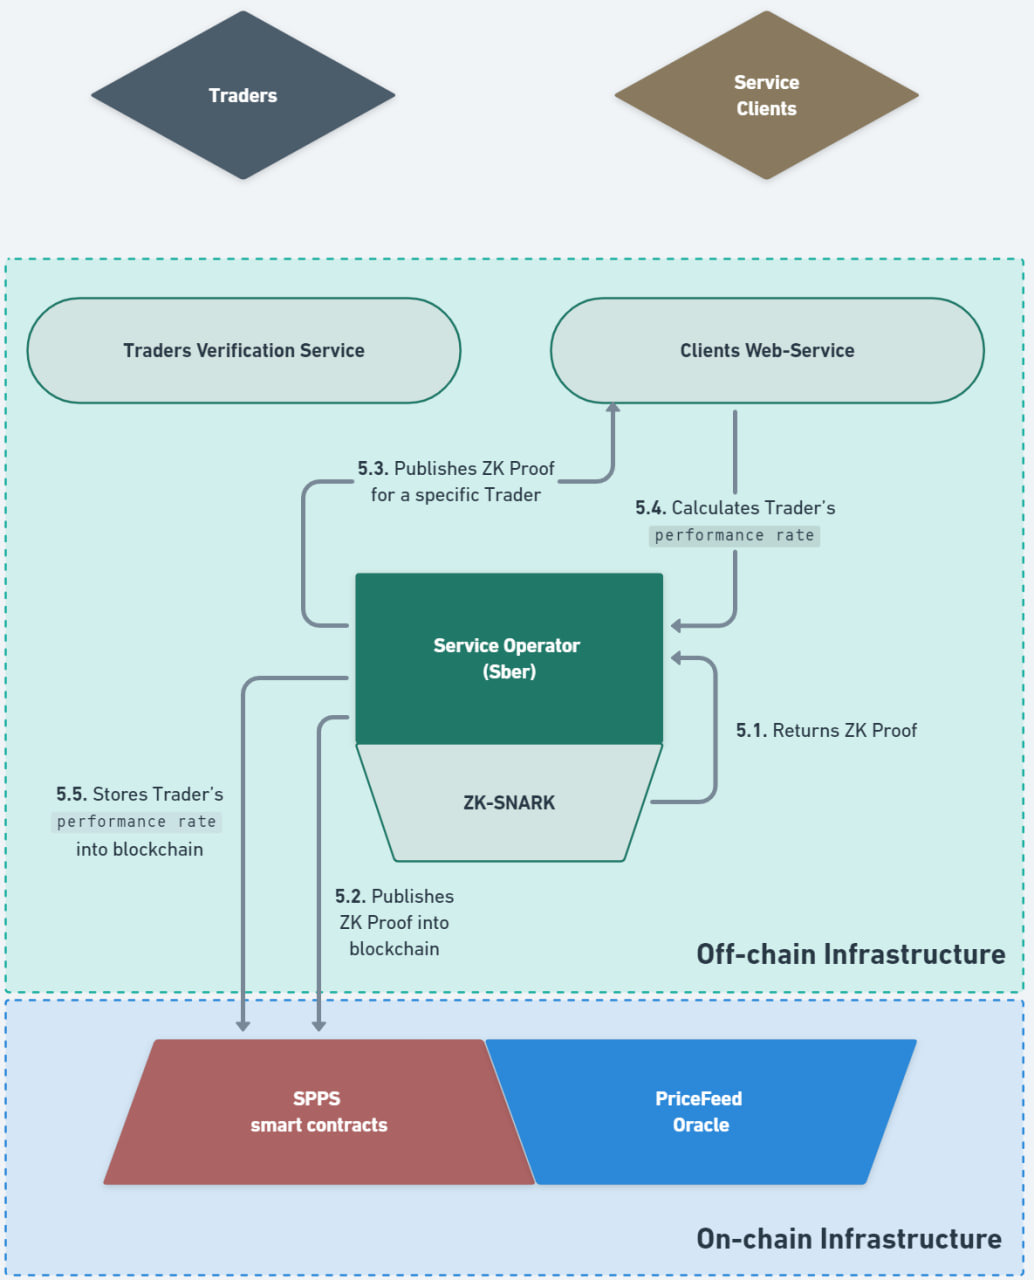 Traders
Service
Clients
Traders Verification Service
Clients Web-Service
5.3. Publishes ZK Proof
for a specific Trader
5.4. Calculates Trader's
performance rate
Service Operator
(Sber)
5.1. Returns ZK Proof
ZK-SNARK
5.5. Stores Trader's
performance rate
into blockchain
5.2. Publishes
ZK Proof into
blockchain
Off-chain Infrastructure
SPPS
smart contracts
PriceFeed
Oracle
On-chain Infrastructure